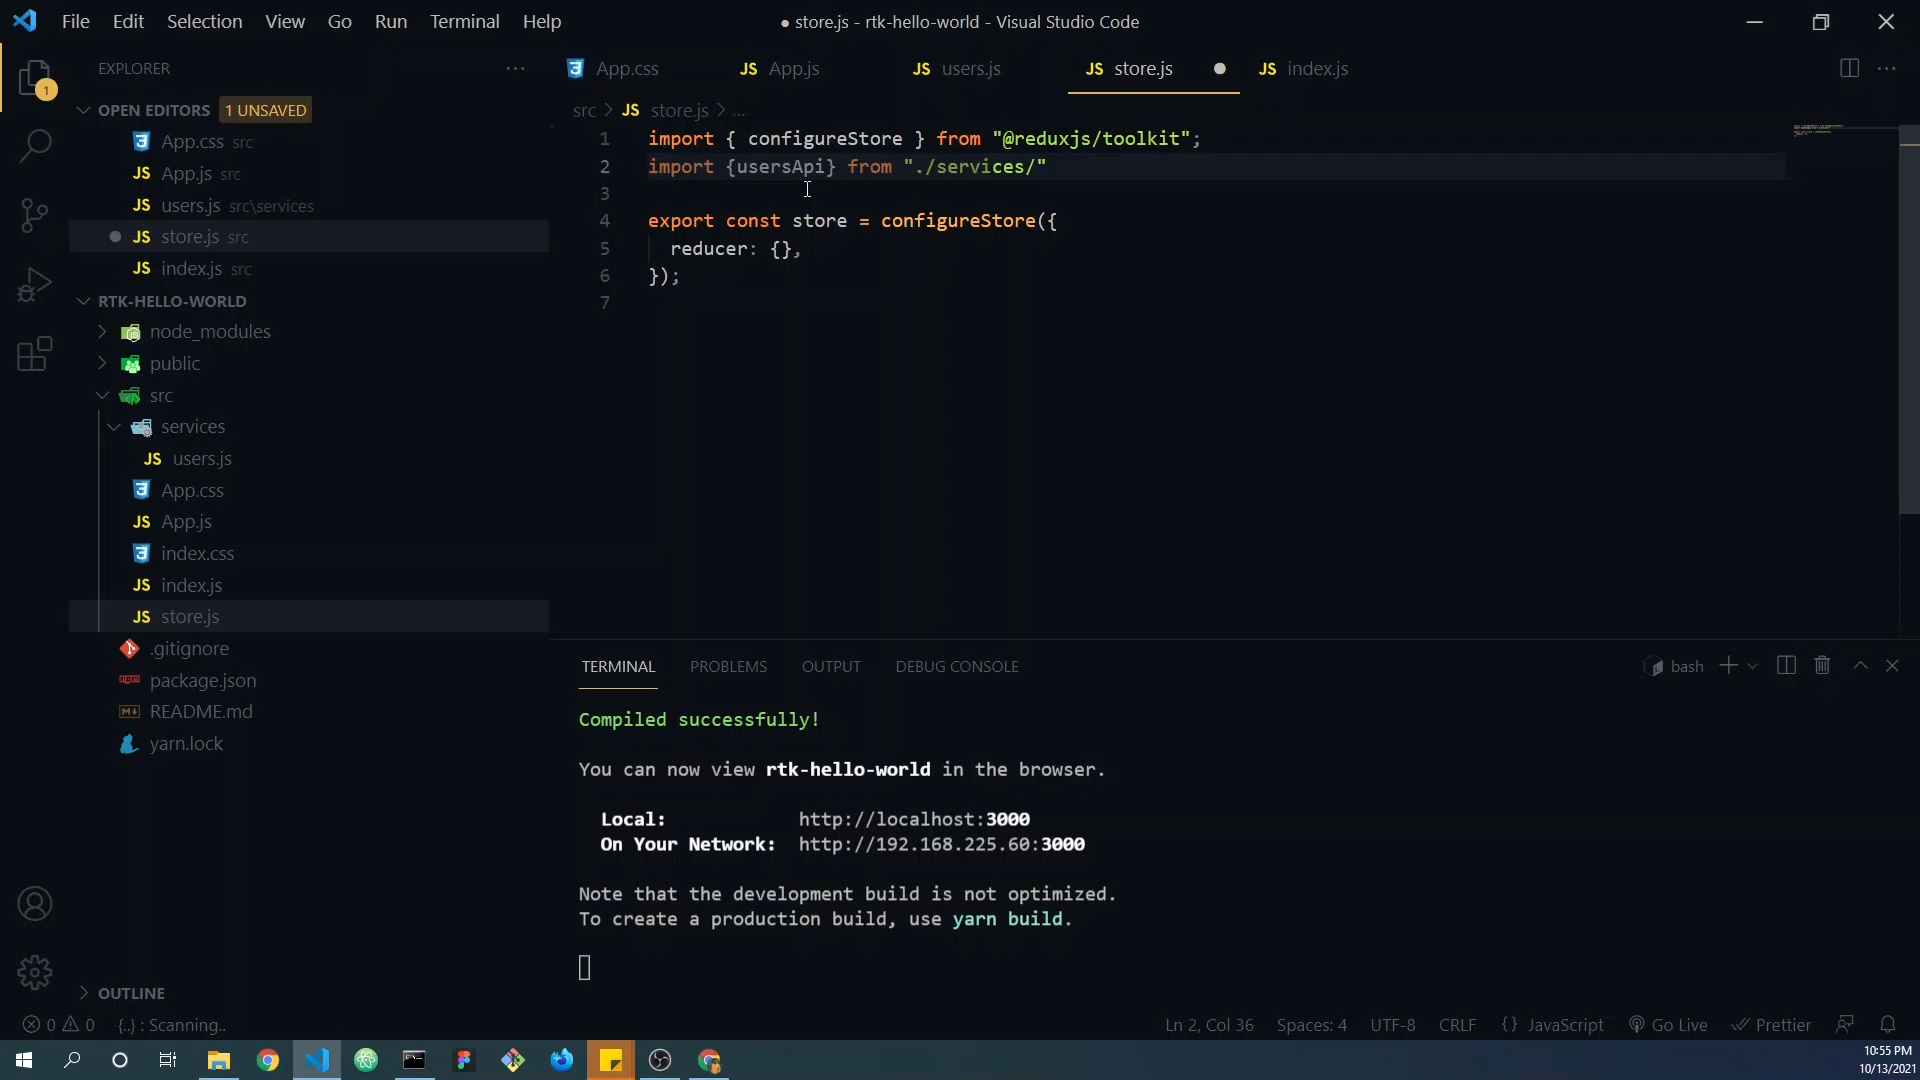 File Edit Selection View Go Run Terminal Help
● store.js - rtk-hello-world - Visual Studio Code
EXPLORER
1
OPEN EDITORS 1 UNSAVED
App.css src
JS App.js src
JS users.js src\services
JS store.js src
JS index.js src
RTK-HELLO-WORLD
node_modules
public
src
services
JS users.js
App.css
JS App.js
index.css
JS index.js
JS store.js
.gitignore
package.json
README.md
yarn.lock
OUTLINE
App.css JS App.js JS users.js JS store.js JS index.js
src > JS store.js > ...
1 import { configureStore } from "@reduxjs/toolkit";
2 import {usersApi} from "./services/"
3
4 export const store = configureStore({
5 reducer: {},
6 });
7
TERMINAL PROBLEMS OUTPUT DEBUG CONSOLE
bash
Compiled successfully!
You can now view rtk-hello-world in the browser.
Local: http://localhost:3000
On Your Network: http://192.168.225.60:3000
Note that the development build is not optimized.
To create a production build, use yarn build.
0 0 {..} : Scanning..
Ln 2, Col 36 Spaces: 4 UTF-8 CRLF {} JavaScript Go Live Prettier
10:55 PM
10/13/2021